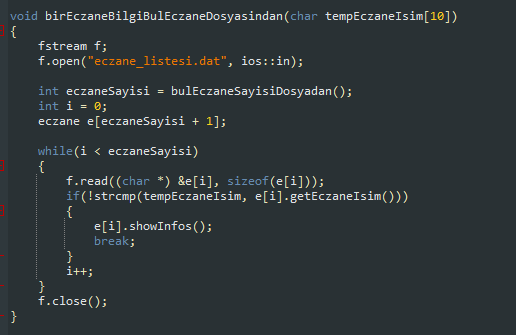 void birEczaneBilgiBulEczaneDosyasindan(char tempEczaneIsim[10])
{
fstream f;
f.open("eczane_listesi.dat", ios::in);
int eczaneSayisi = bulEczaneSayisiDosyadan();
int i = 0;
eczane e[eczaneSayisi + 1];
while(i < eczaneSayisi)
{
f.read((char *) &e[i], sizeof(e[i]));
if(!strcmp(tempEczaneIsim, e[i].getEczaneIsim()))
{
e[i].showInfos();
break;
}
i++;
}
f.close();
}